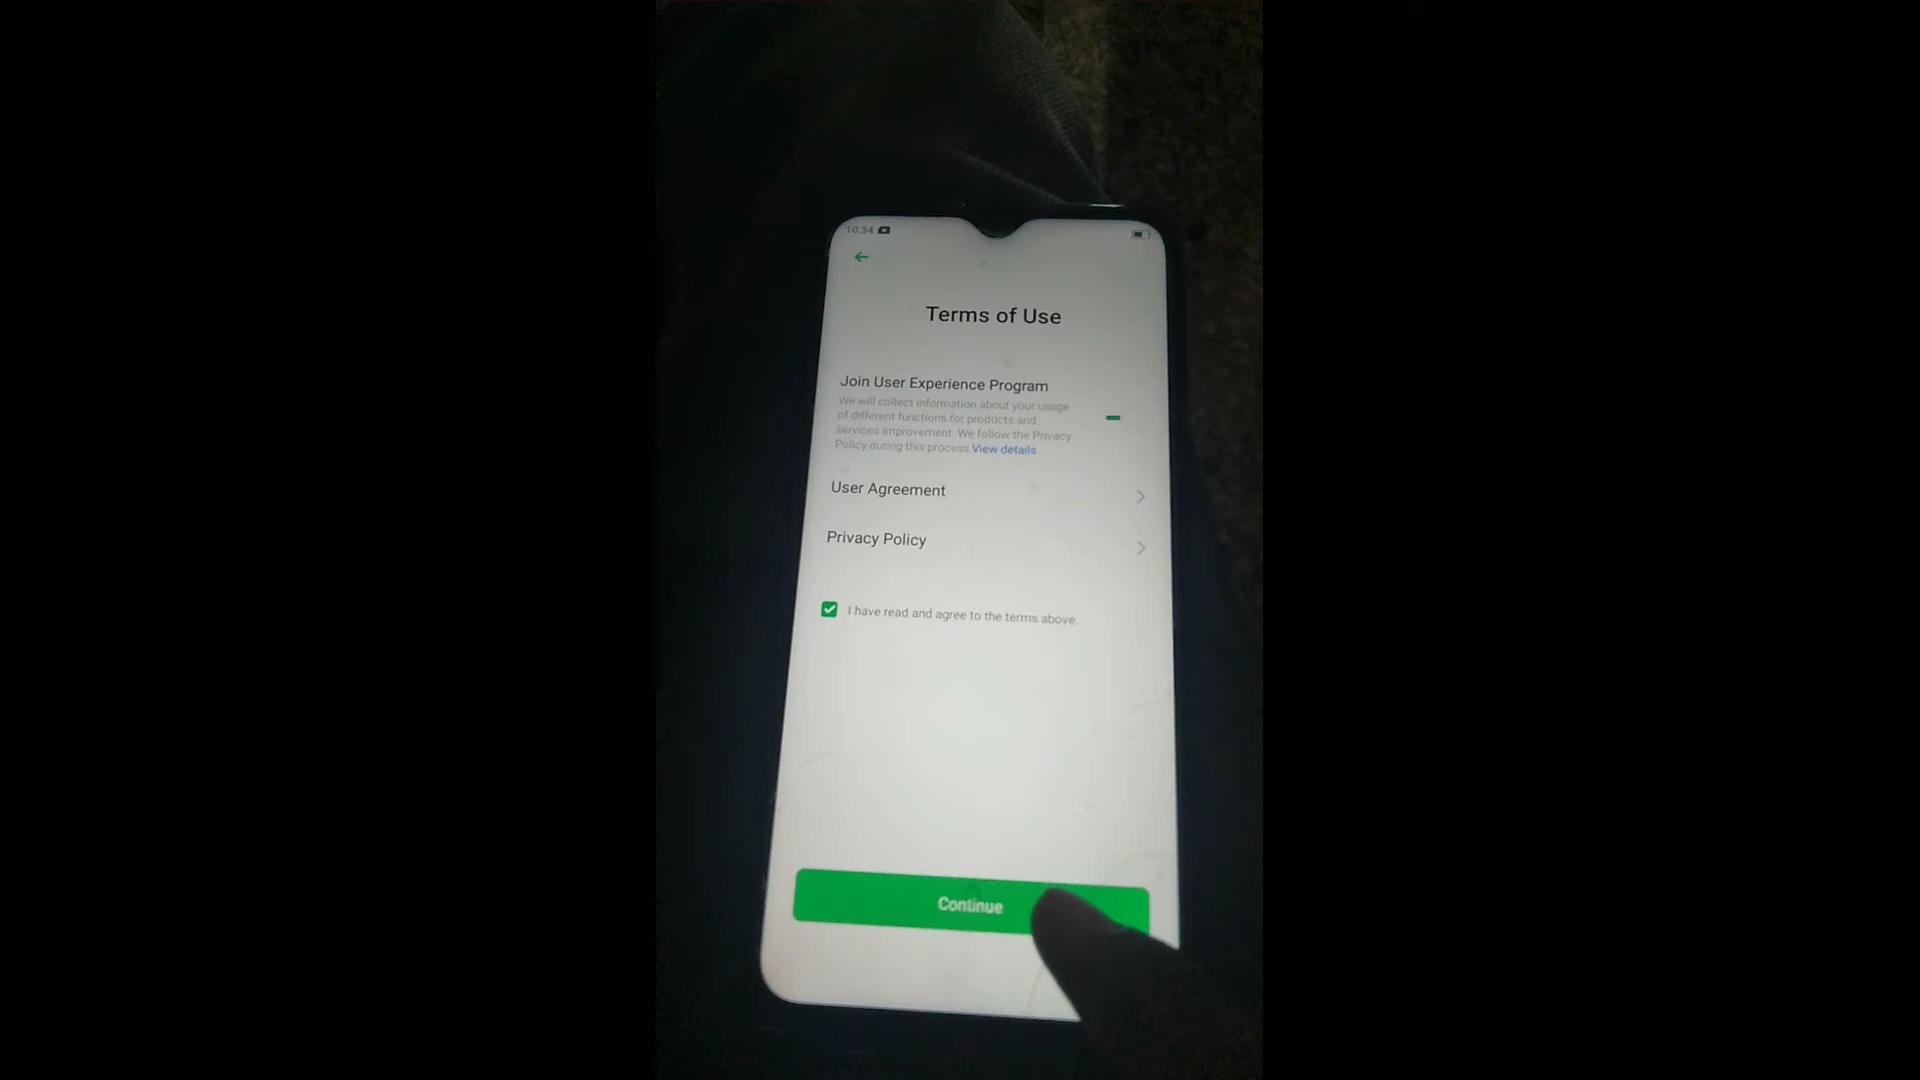 10:34
Terms of Use
Join User Experience Program
We will collect information about your usage
of different functions for products and
services improvement. We follow the Privacy
Policy during this process View details
User Agreement
Privacy Policy
I have read and agree to the terms above.
Continue